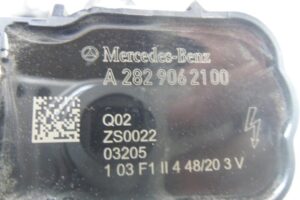 Mercedes-Benz
A 282 906 2100
Q02
ZS0022
03205
1 03 F1 II 4 48/20 3 V